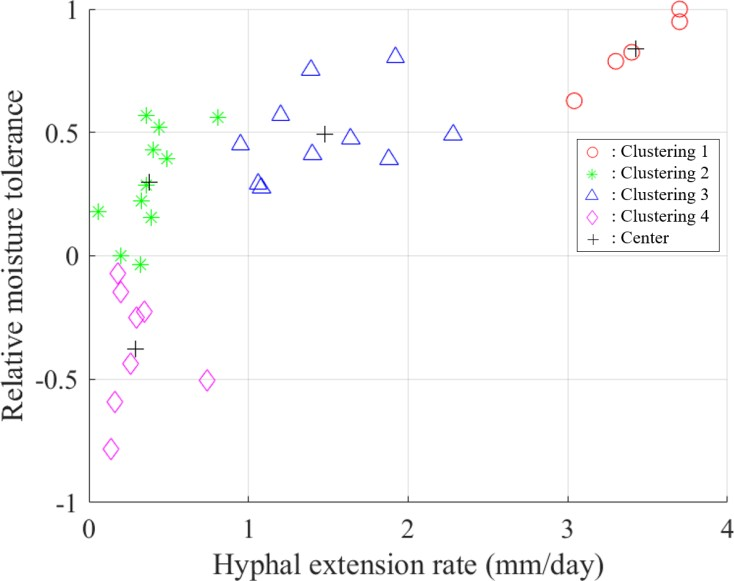 1
0.5
0
-0.5
-1
0
1
2
3
4
Relative moisture tolerance
Hyphal extension rate (mm/day)
: Clustering 1
: Clustering 2
: Clustering 3
: Clustering 4
: Center